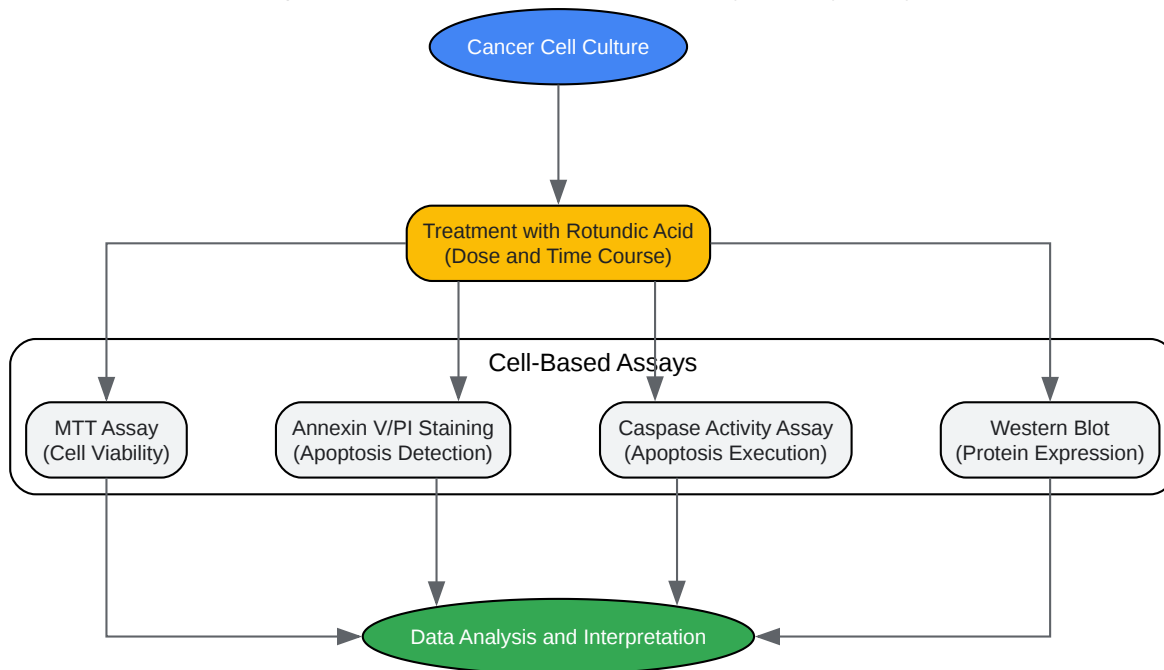 Cancer Cell Culture
Treatment with Rotundic Acid
(Dose and Time Course)
Cell-Based Assays
MTT Assay
(Cell Viability)
Annexin V/PI Staining
(Apoptosis Detection)
Caspase Activity Assay
(Apoptosis Execution)
Western Blot
(Protein Expression)
Data Analysis and Interpretation